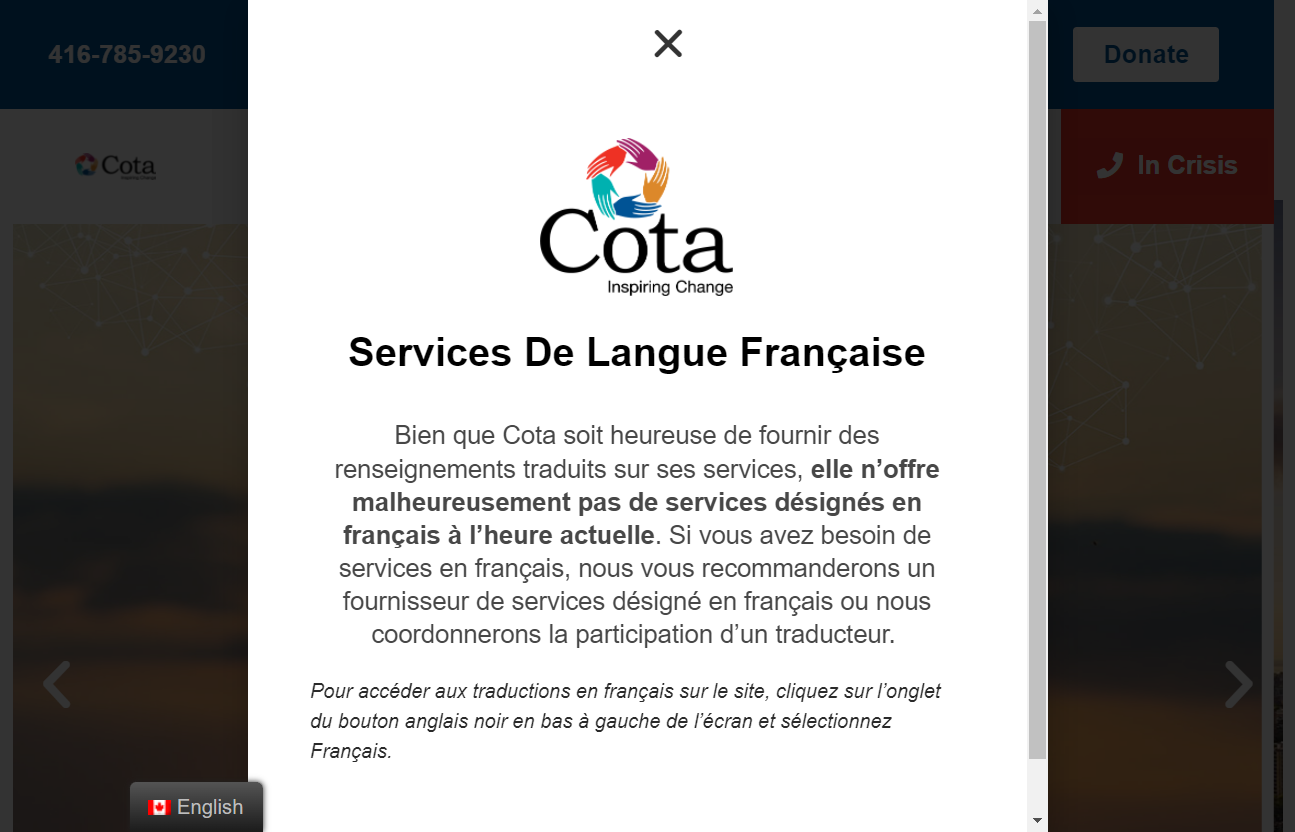 416-785-9230
Donate
Cota
In Crisis
Cota
Inspiring Change
Services De Langue Française
Bien que Cota soit heureuse de fournir des
renseignements traduits sur ses services, elle n’offre
malheureusement pas de services désignés en
français à l’heure actuelle. Si vous avez besoin de
services en français, nous vous recommanderons un
fournisseur de services désigné en français ou nous
coordonnerons la participation d’un traducteur.
Pour accéder aux traductions en français sur le site, cliquez sur l’onglet
du bouton anglais noir en bas à gauche de l’écran et sélectionnez
Français.
English